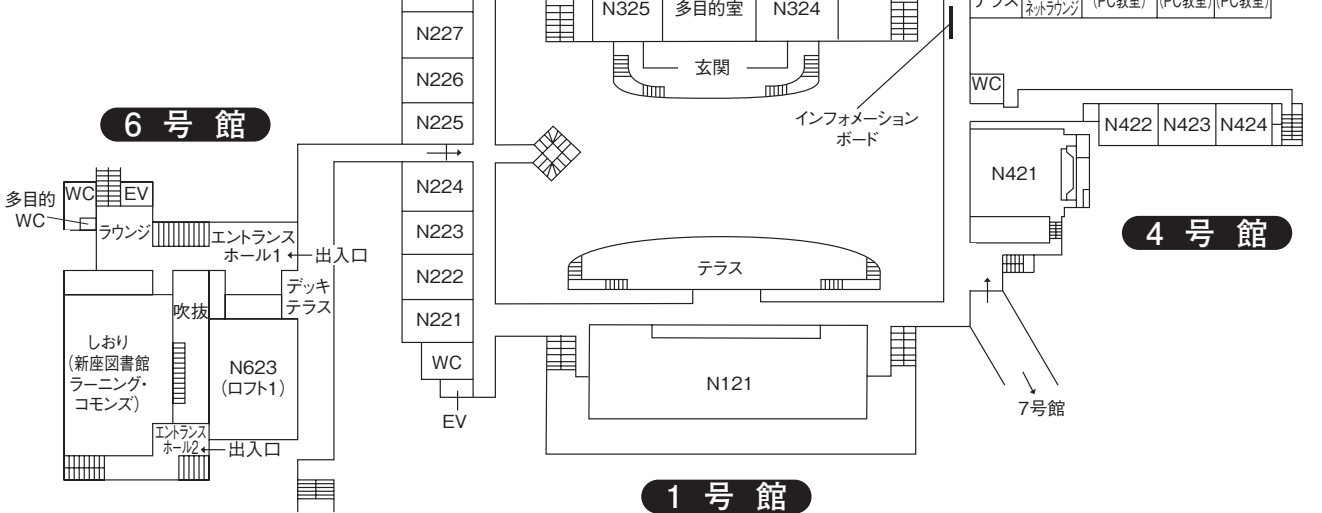 N325
多目的室
N324
テラス
ネットラウンジ
(PC教室)
(PC教室)
(PC教室)
N227
N226
N225
N224
N223
N222
N221
WC
EV
玄関
インフォメーション
ボード
WC
N422
N423
N424
N421
4 号 館
6 号 館
多目的
WC
WC
EV
ラウンジ
エントランス
ホール1
出入口
デッキ
テラス
吹抜
しおり
(新座図書館
ラーニング・
コモンズ)
N623
(ロフト1)
エントランス
ホール2
出入口
テラス
N121
7号館
1 号 館